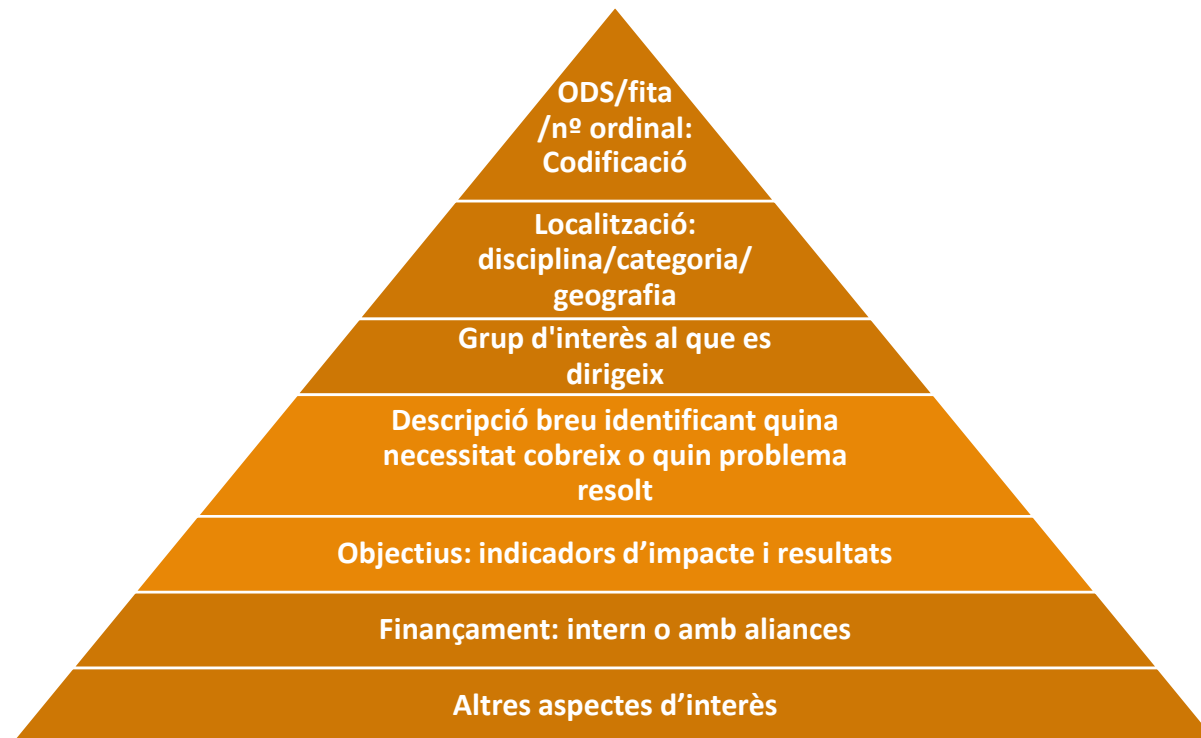 ODS/fita
/nº ordinal:
Codificació
Localització:
disciplina/categoria/
geografia
Grup d'interès al que es
dirigeix
Descripció breu identificant quina
necessitat cobreix o quin problema
resolt
Objectius: indicadors d’impacte i resultats
Finançament: intern o amb aliances
Altres aspectes d’interès